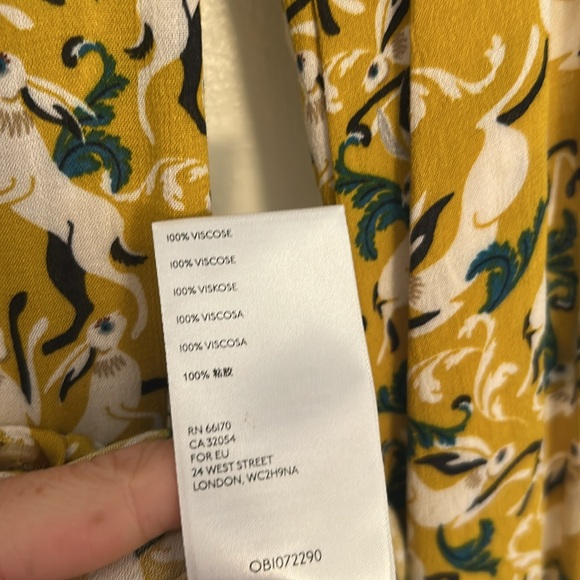 100% VISCOSE
100% VISCOSE
100% VISKOSE
100% VISCOSA
100% VISCOSA
100% 粘胶
RN 66170
CA 32054
FOR EU
24 WEST STREET
LONDON, WC2H9NA
OB1072290